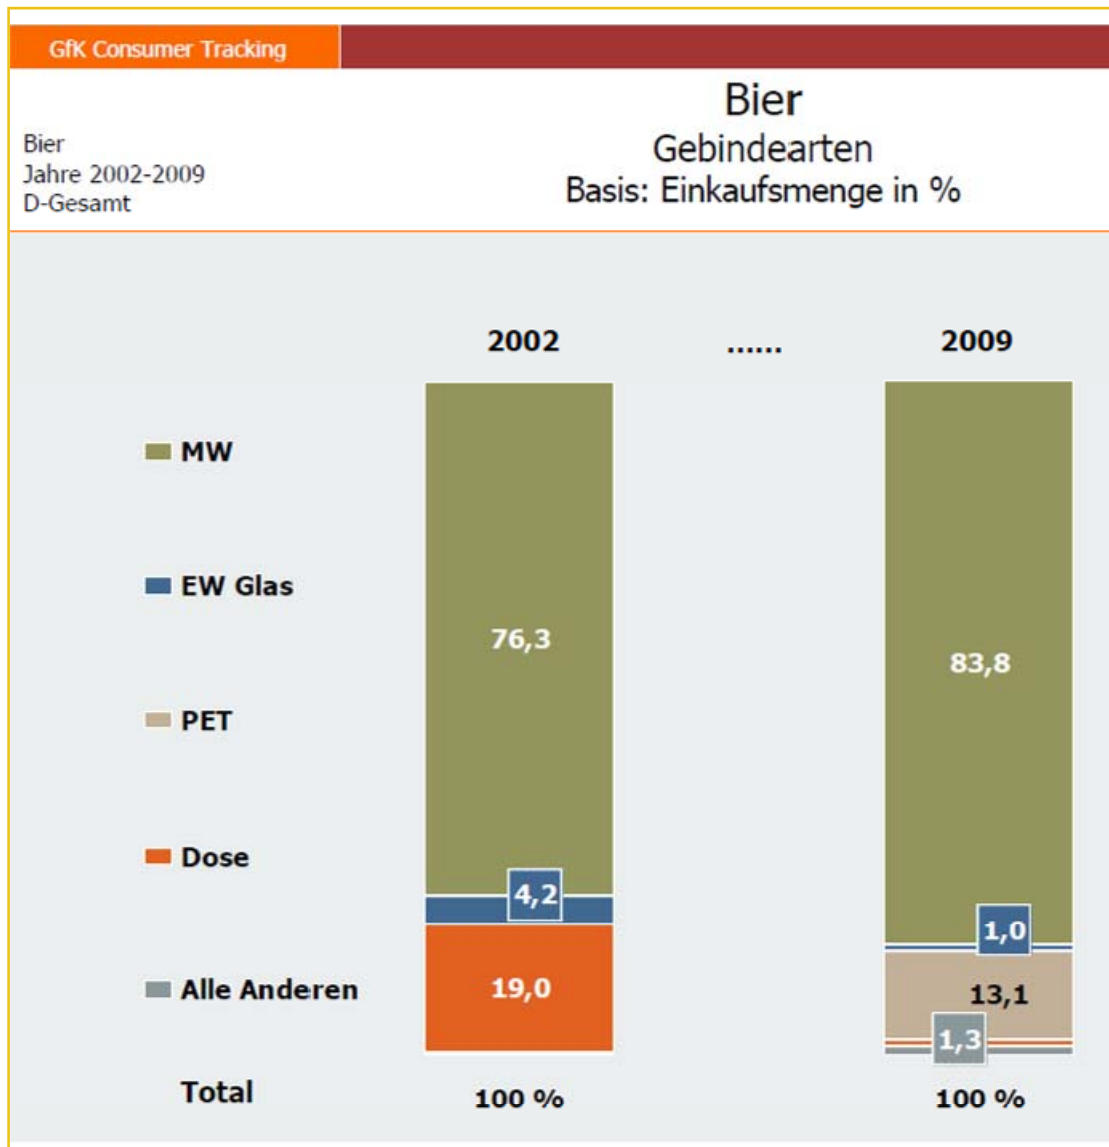 GfK Consumer Tracking
Bier
Gebindearten
Basis: Einkaufsmenge in %
Bier
Jahre 2002-2009
D-Gesamt
2002 ...... 2009
MW
EW Glas
PET
Dose
Alle Anderen
76,3
4,2
19,0
83,8
1,0
13,1
1,3
Total 100 % 100 %